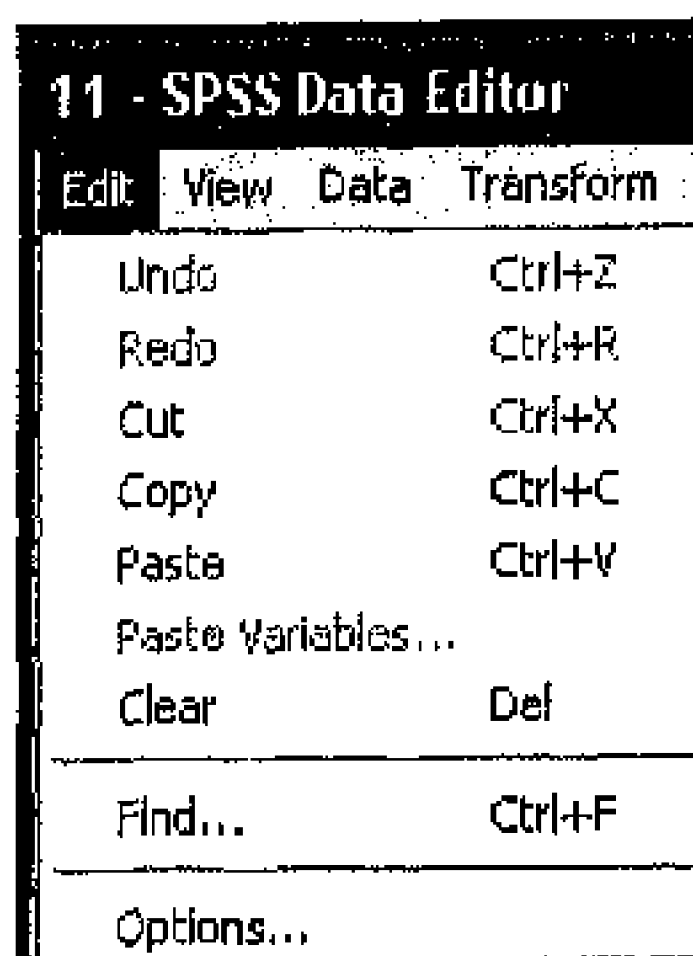 11 - SPSS Data Editor
Edit View Data Transform
Undo Ctrl+Z
Redo Ctrl+R
Cut Ctrl+X
Copy Ctrl+C
Paste Ctrl+V
Paste Variables...
Clear Del
Find... Ctrl+F
Options...